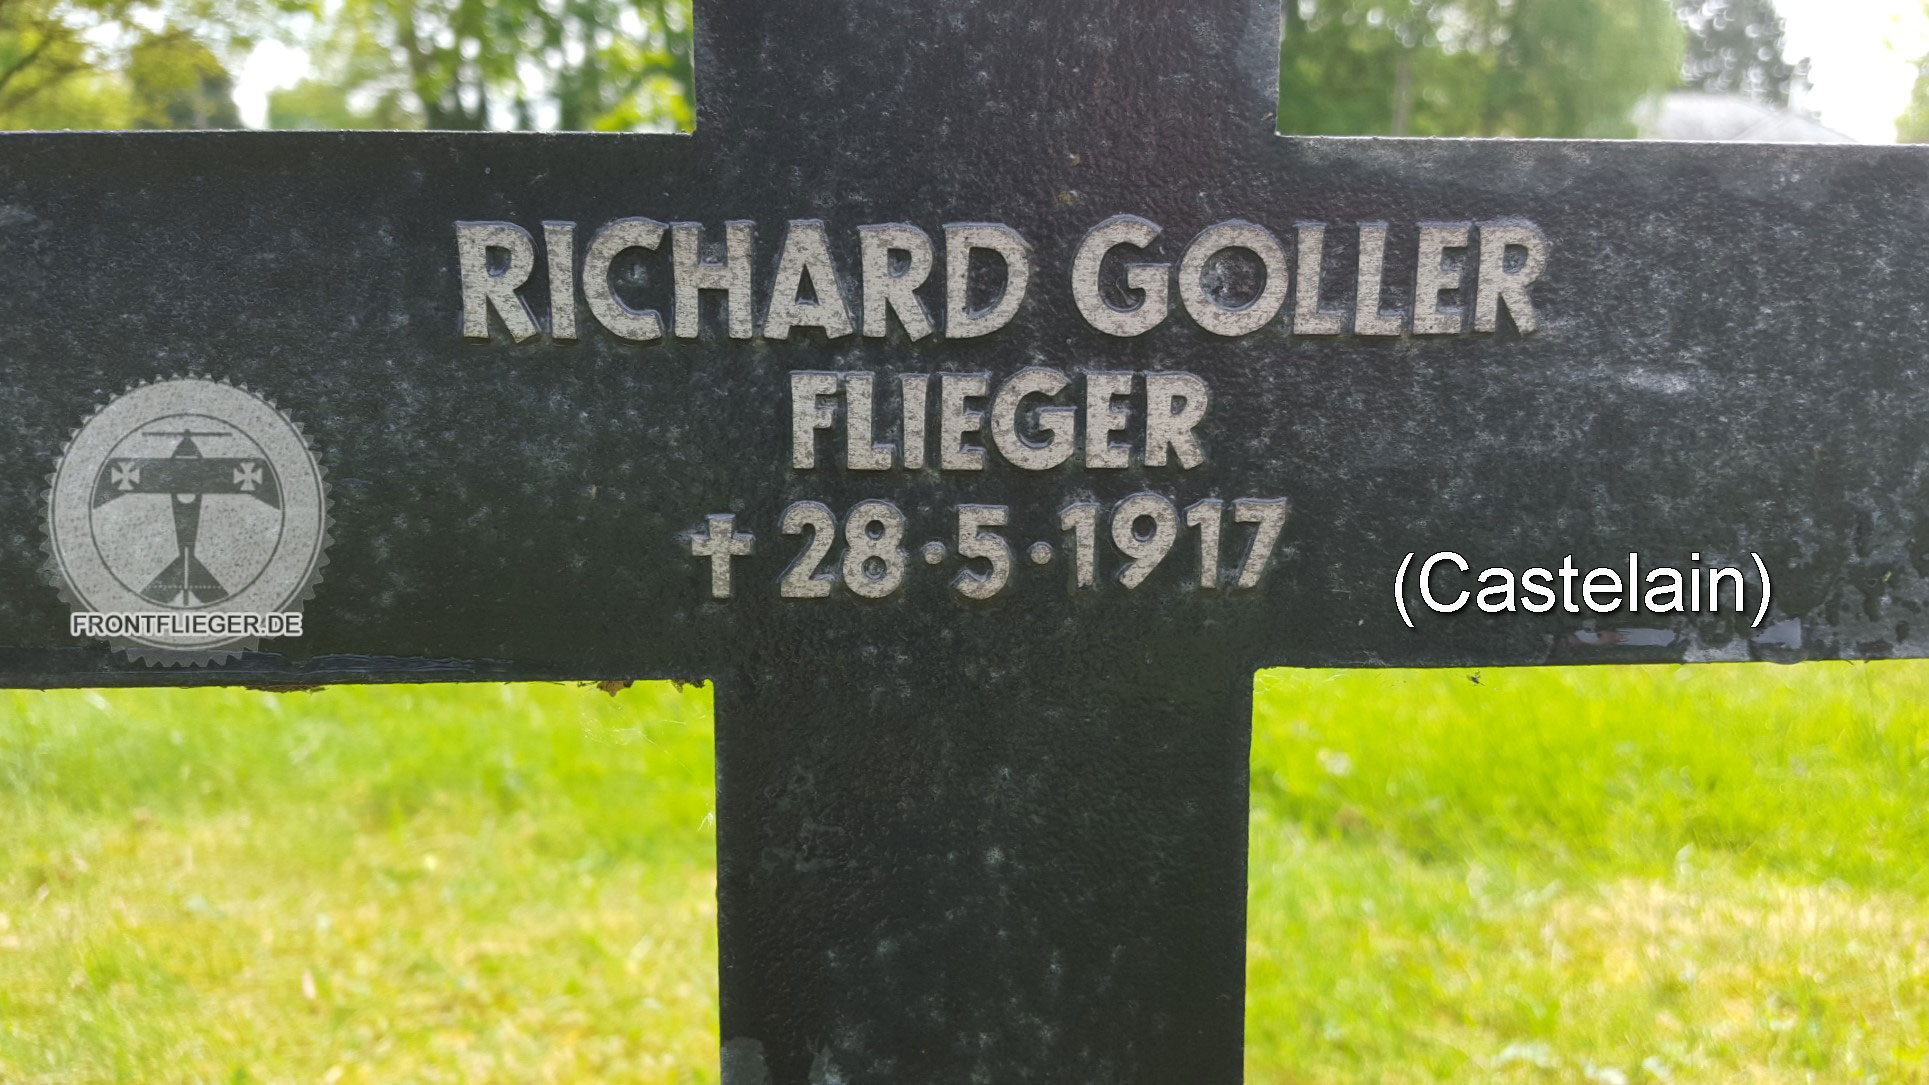 RICHARD GOLLER
FLIEGER
✝ 28·5·1917
(Castelain)
FRONTFLIEGER.DE